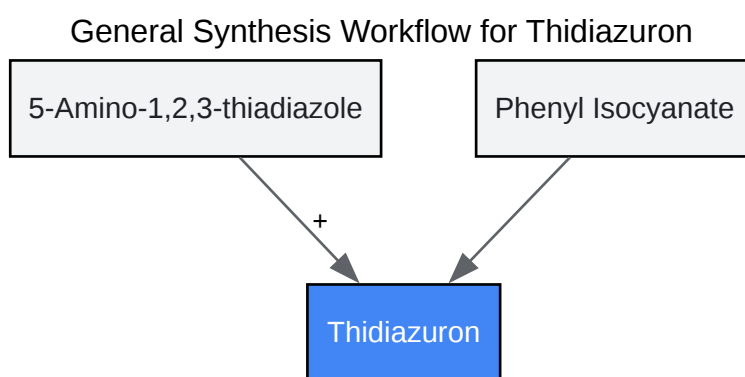 General Synthesis Workflow for Thidiazuron
5-Amino-1,2,3-thiadiazole
Phenyl Isocyanate
+
Thidiazuron